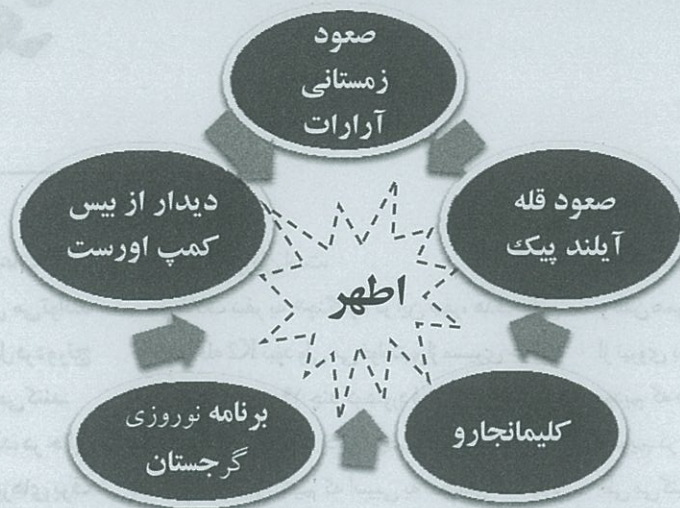 صعود
زمستانی
آرارات
صعود قله
آیلند پیک
دیدار از بیس
کمپ اورست
اطهر
کلیمانجارو
برنامه نوروزی
گرجستان